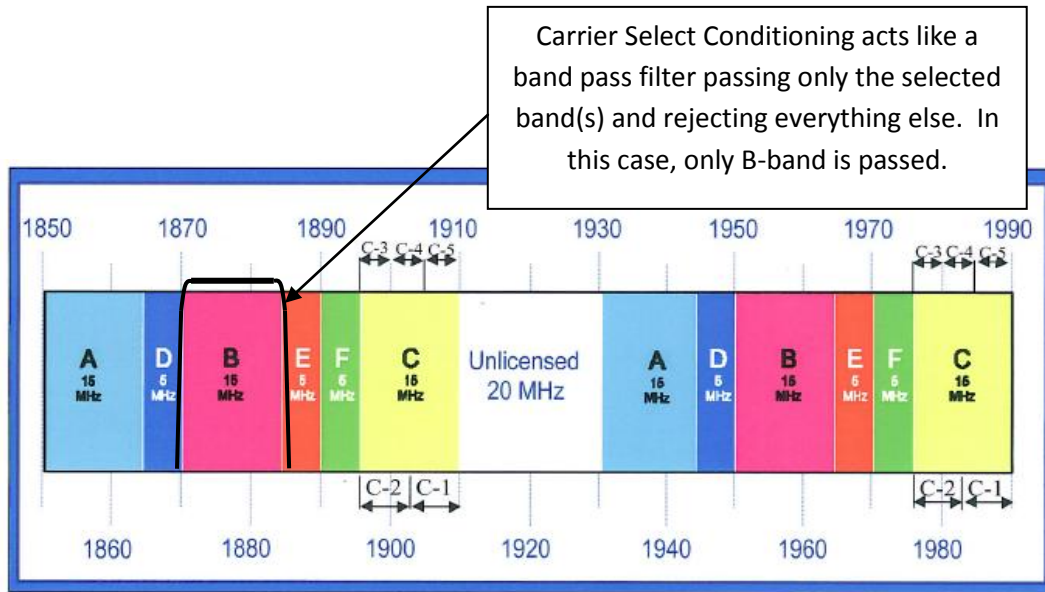 Carrier Select Conditioning acts like a
band pass filter passing only the selected
band(s) and rejecting everything else.  In
this case, only B-band is passed.
1850 1870 1890 1910 1930 1950 1970 1990
C-3 C-4 C-5 C-3 C-4 C-5
A D B E F C Unlicensed A D B E F C
15 5 15 5 5 15 20 MHz 15 5 15 5 5 15
MHz MHz MHz MHz MHz MHz MHz MHz MHz MHz MHz MHz
C-2 C-1 C-2 C-1
1860 1880 1900 1920 1940 1960 1980